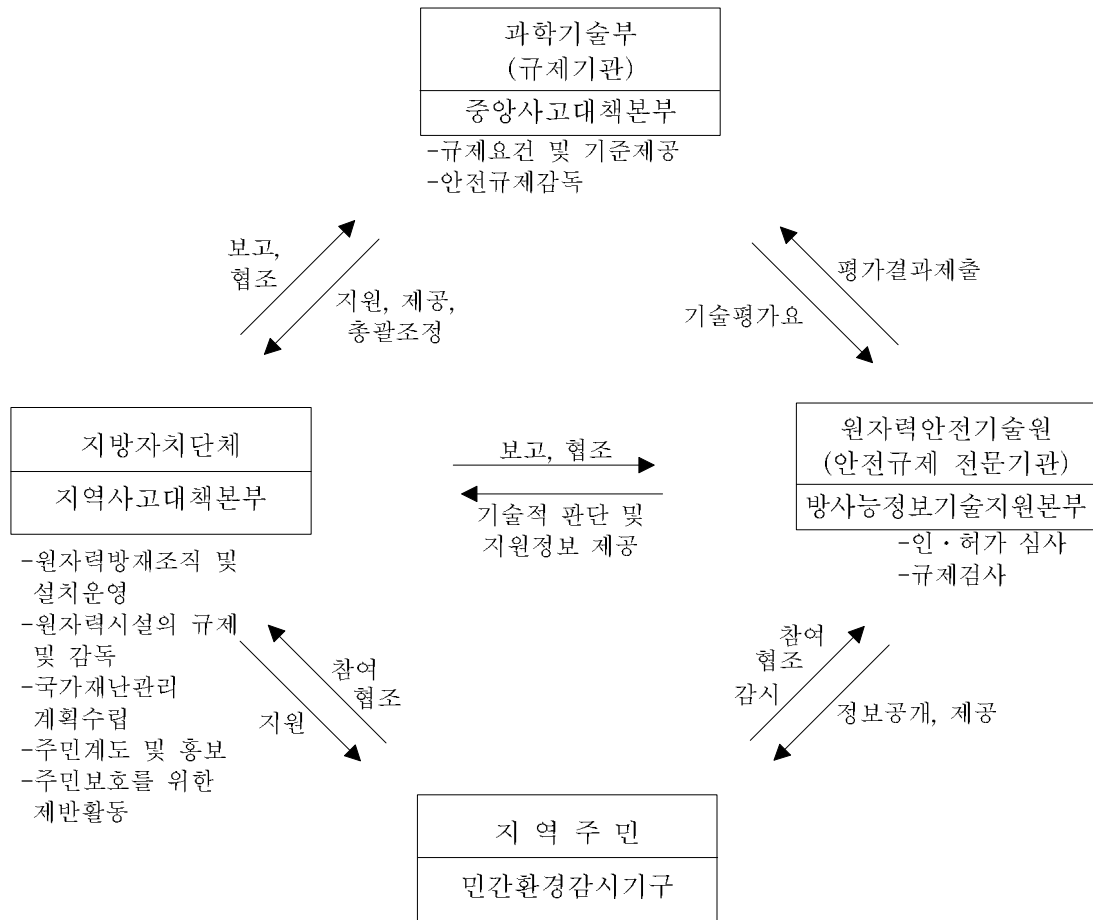 과학기술부
(규제기관)
중앙사고대책본부
-규제요건 및 기준제공
-안전규제감독
보고,
협조
지원, 제공,
총괄조정
평가결과제출
기술평가요
지방자치단체
지역사고대책본부
-원자력방재조직 및
설치운영
-원자력시설의 규제
및 감독
-국가재난관리
계획수립
-주민계도 및 홍보
-주민보호를 위한
제반활동
보고, 협조
기술적 판단 및
지원정보 제공
원자력안전기술원
(안전규제 전문기관)
방사능정보기술지원본부
-인·허가 심사
-규제검사
참여
협조
지원
참여
협조
감시
정보공개, 제공
지 역 주 민
민간환경감시기구